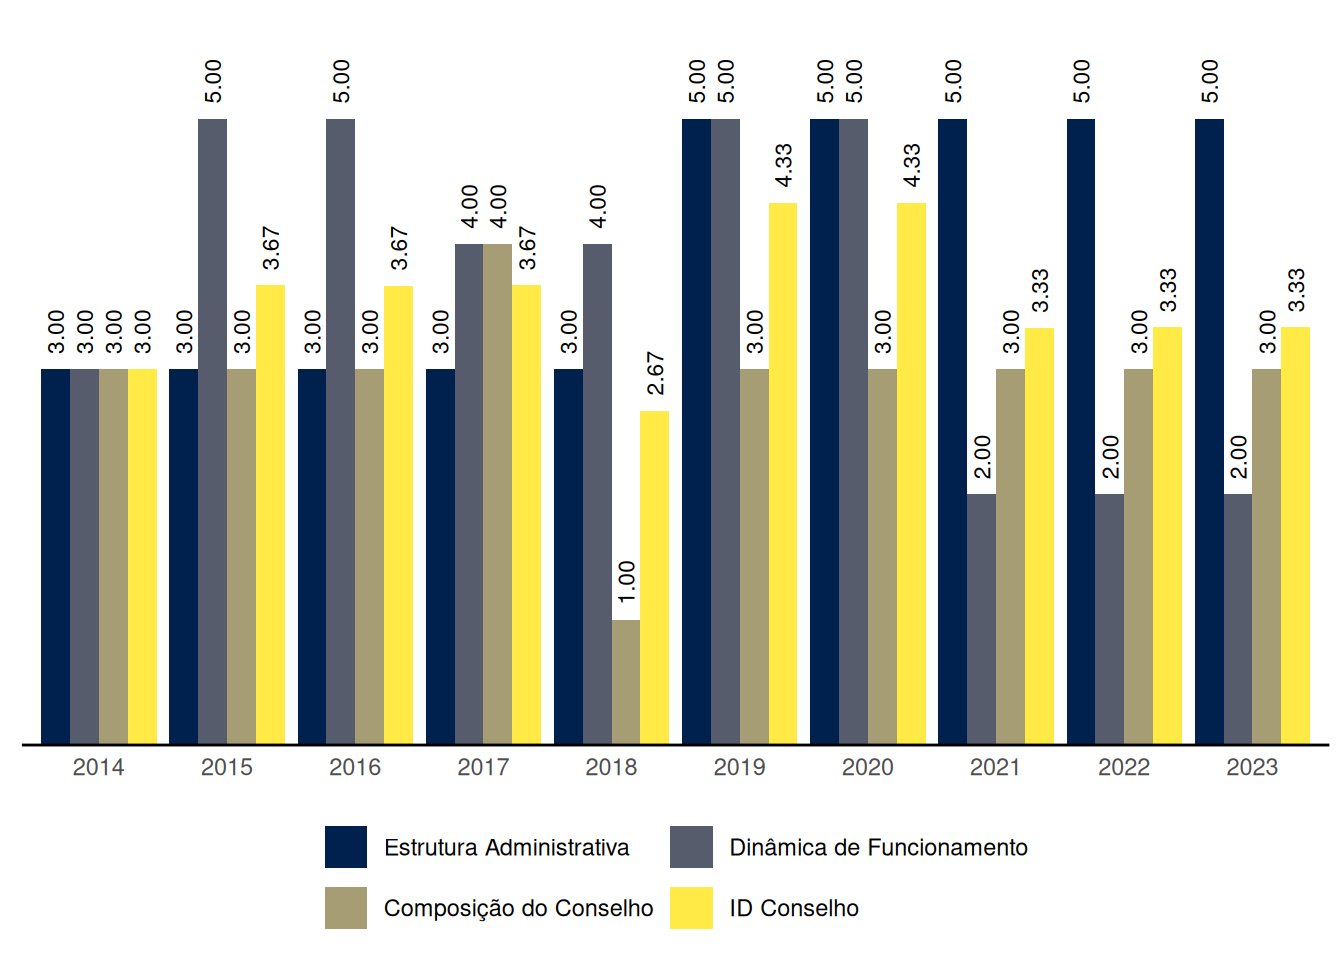 3.00 3.00 3.00 3.00
3.00 5.00 3.00 3.67
3.00 5.00 3.00 3.67
3.00 4.00 4.00 3.67
3.00 4.00 1.00 2.67
5.00 5.00 3.00 4.33
5.00 5.00 3.00 4.33
5.00 2.00 3.00 3.33
5.00 2.00 3.00 3.33
5.00 2.00 3.00 3.33
2014 2015 2016 2017 2018 2019 2020 2021 2022 2023
Estrutura Administrativa Dinâmica de Funcionamento
Composição do Conselho ID Conselho